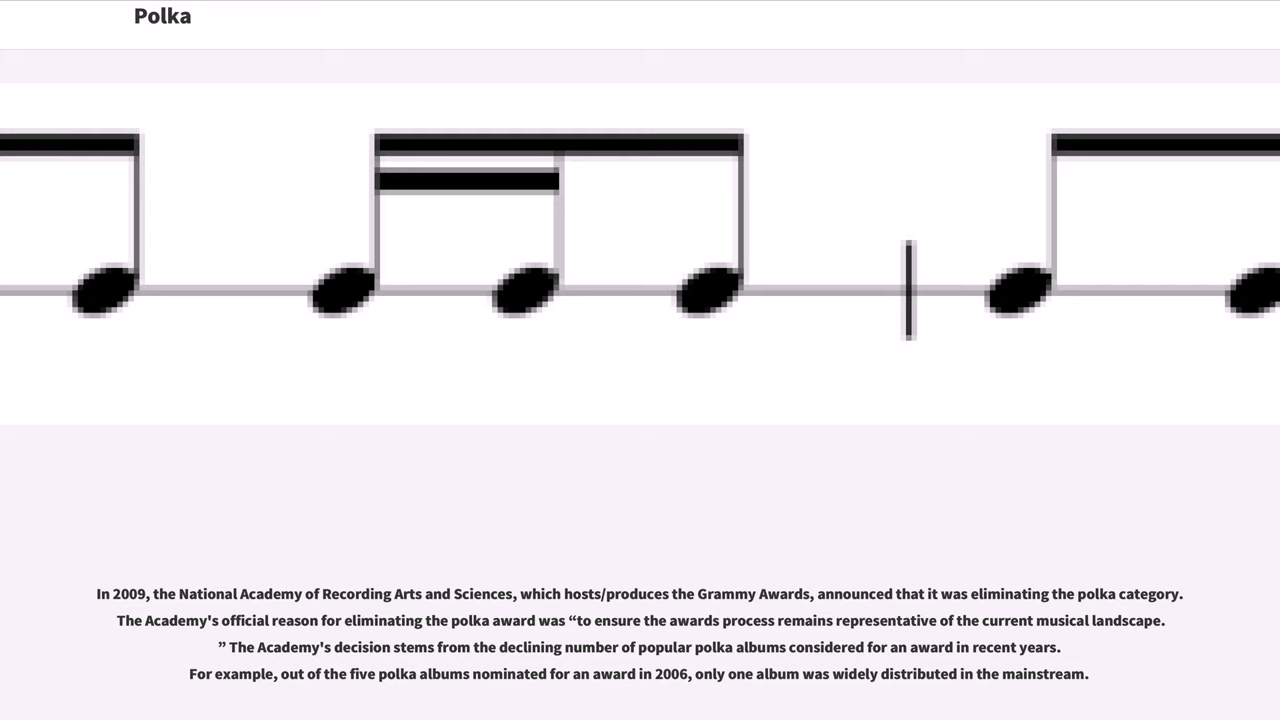 Polka
In 2009, the National Academy of Recording Arts and Sciences, which hosts/produces the Grammy Awards, announced that it was eliminating the polka category.
The Academy's official reason for eliminating the polka award was “to ensure the awards process remains representative of the current musical landscape.
” The Academy's decision stems from the declining number of popular polka albums considered for an award in recent years.
For example, out of the five polka albums nominated for an award in 2006, only one album was widely distributed in the mainstream.